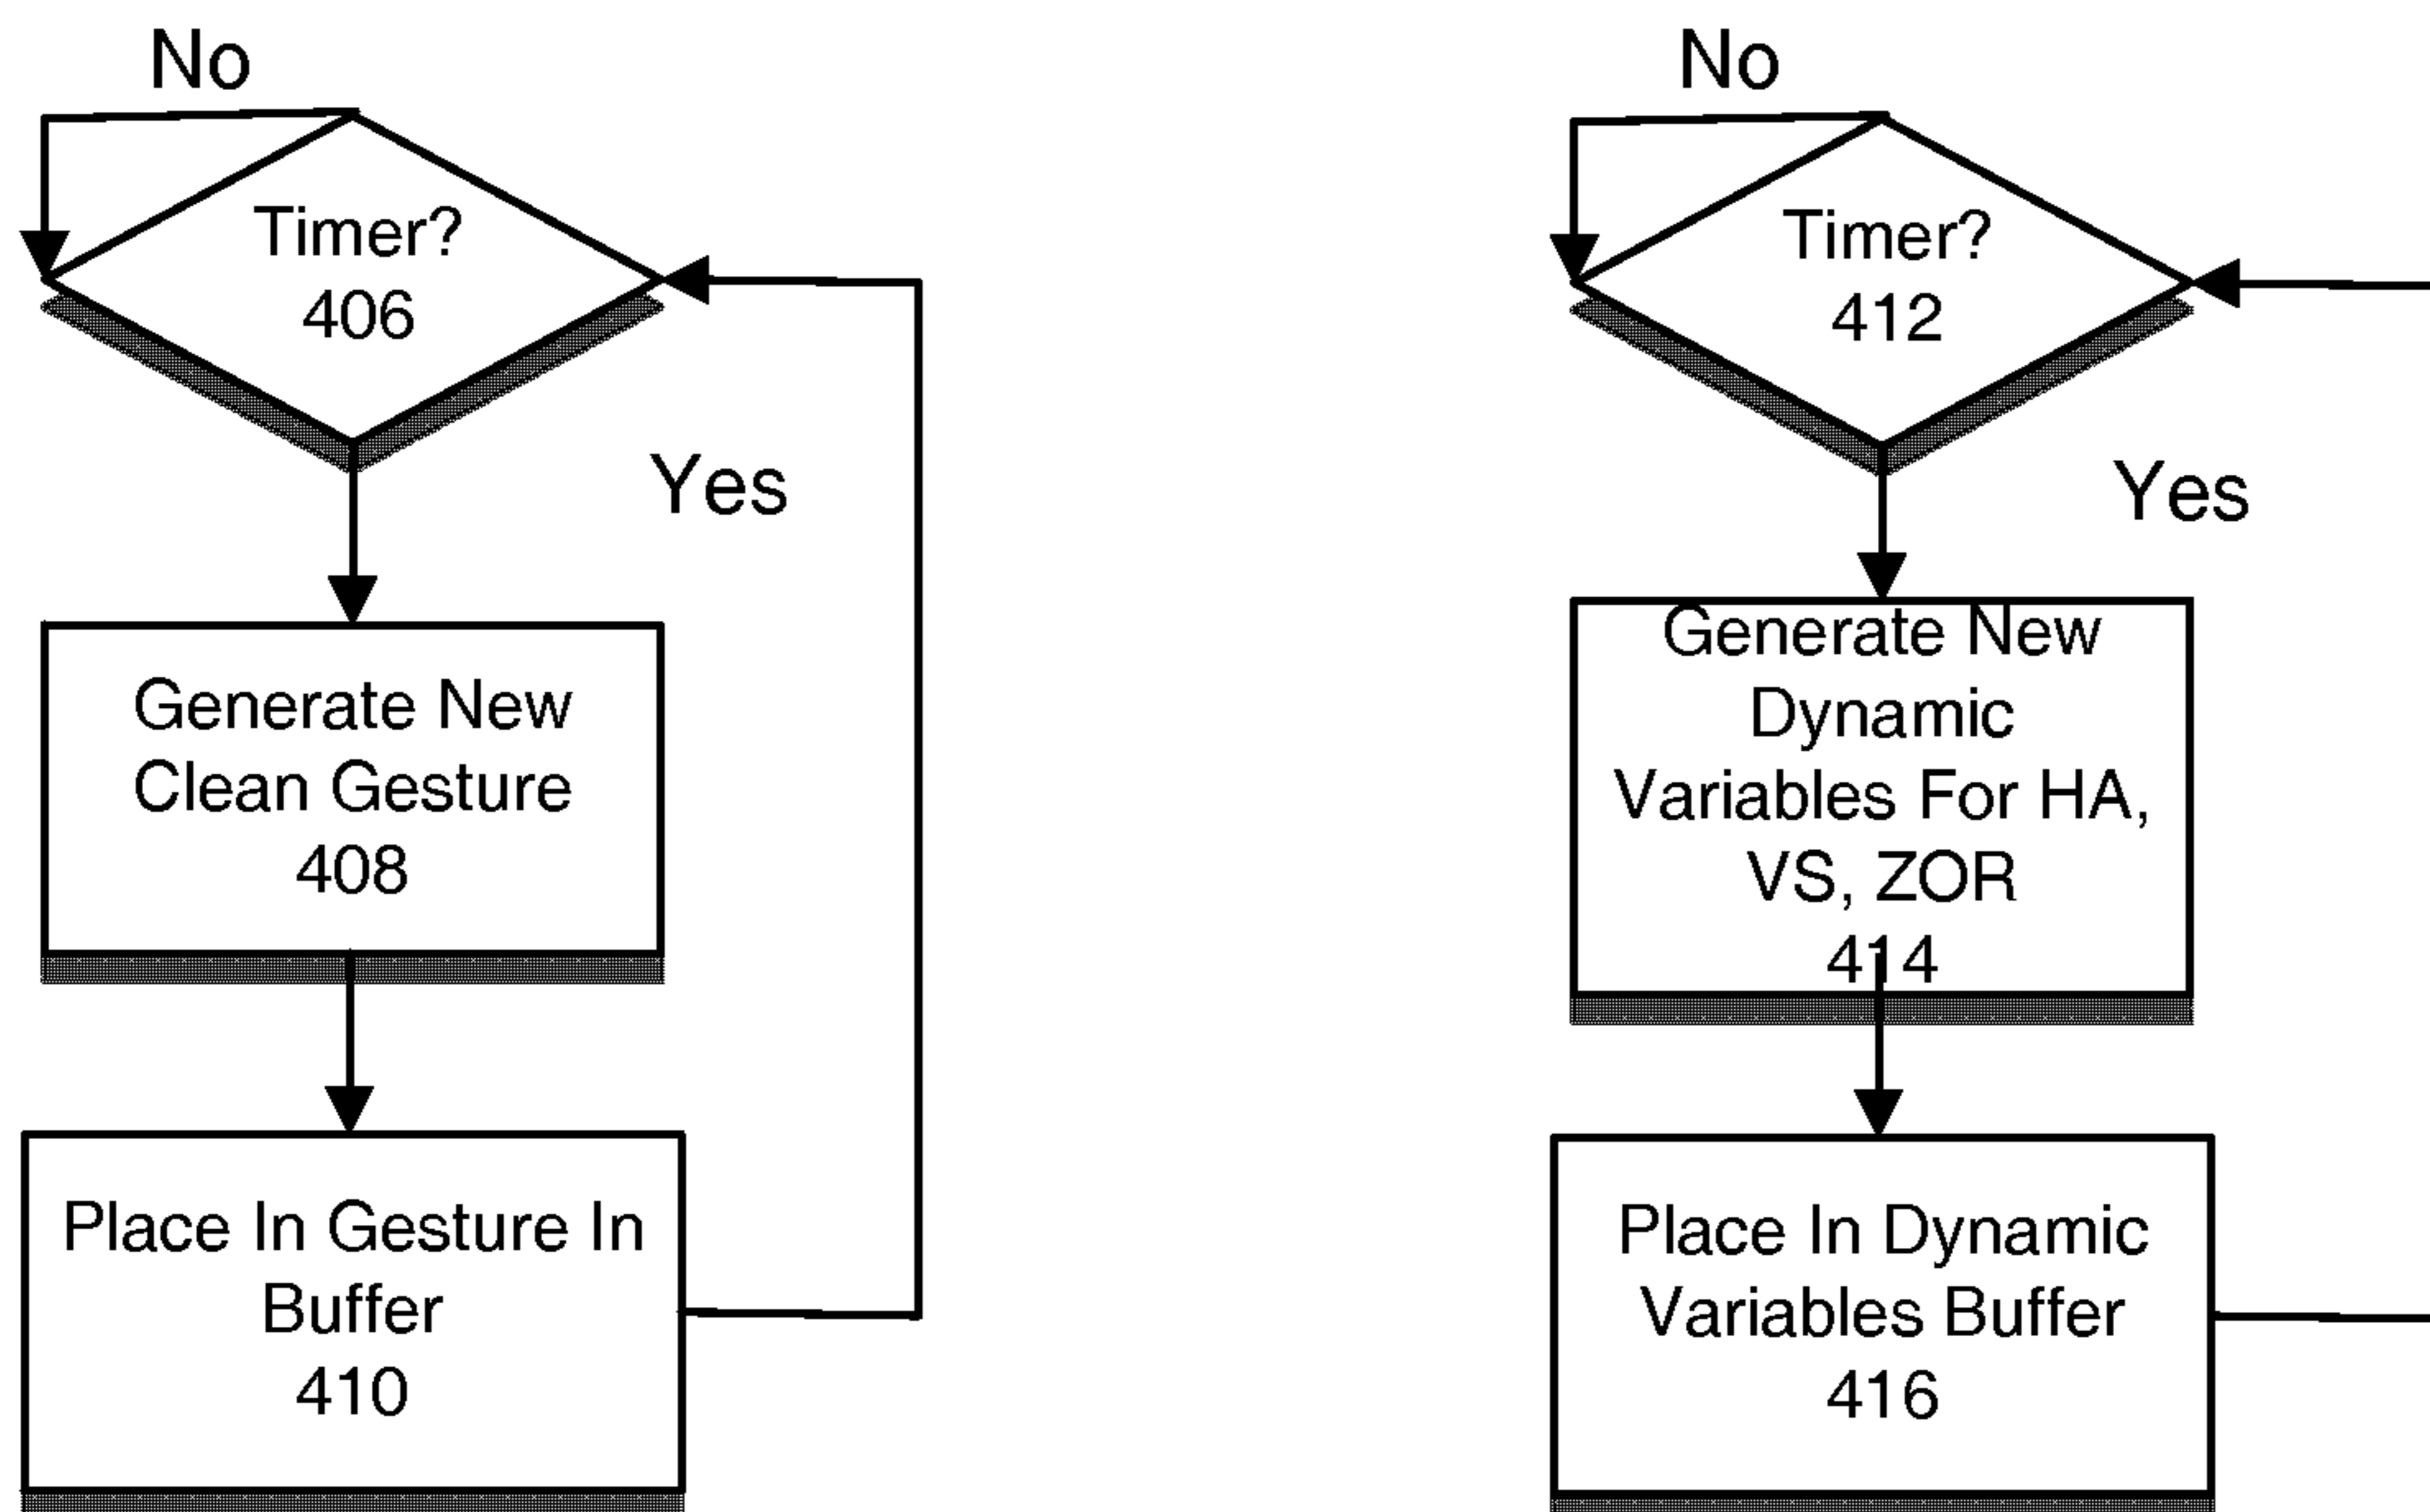 No
Timer?
406
Yes
Generate New
Clean Gesture
408
Place In Gesture In
Buffer
410
No
Timer?
412
Yes
Generate New
Dynamic
Variables For HA,
VS, ZOR
414
Place In Dynamic
Variables Buffer
416